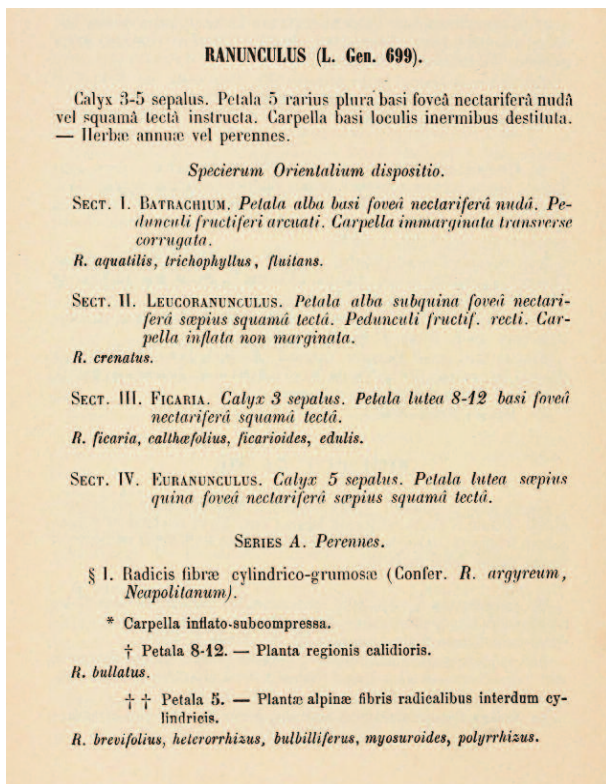 RANUNCULUS (L. Gen. 699).
Calyx 3-5 sepalus. Petala 5 rarius plura basi foveâ nectariferâ nudâ
vel squamâ tectâ instructa. Carpella basi loculis inermibus destituta.
— Herbæ annuæ vel perennes.
Specierum Orientalium dispositio.
SECT. I. BATRACHIUM. Petala alba basi foveâ nectariferâ nudâ. Pe-
dunculi fructiferi arcuati. Carpella immarginata transverse
corrugata.
R. aquatilis, trichophyllus, fluitans.
SECT. II. LEUCORANUNCULUS. Petala alba subquina foveâ nectari-
ferâ sæpius squamâ tectâ. Pedunculi fructif. recti. Car-
pella inflata non marginata.
R. crenatus.
SECT. III. FICARIA. Calyx 3 sepalus. Petala lutea 8-12 basi foveâ
nectariferâ squamâ tectâ.
R. ficaria, calthæfolius, ficarioides, edulis.
SECT. IV. EURANUNCULUS. Calyx 5 sepalus. Petala lutea sæpius
quina foveâ nectariferâ sæpius squamâ tectâ.
SERIES A. Perennes.
§ I. Radicis fibræ cylindrico-grumosæ (Confer. R. argyreum,
Neapolitanum).
* Carpella inflato-subcompressa.
† Petala 8-12. — Planta regionis calidioris.
R. bullatus.
† † Petala 5. — Plantæ alpinæ fibris radicalibus interdum cy-
lindricis.
R. brevifolius, heterorrhizus, bulbilliferus, myosuroides, polyrrhizus.